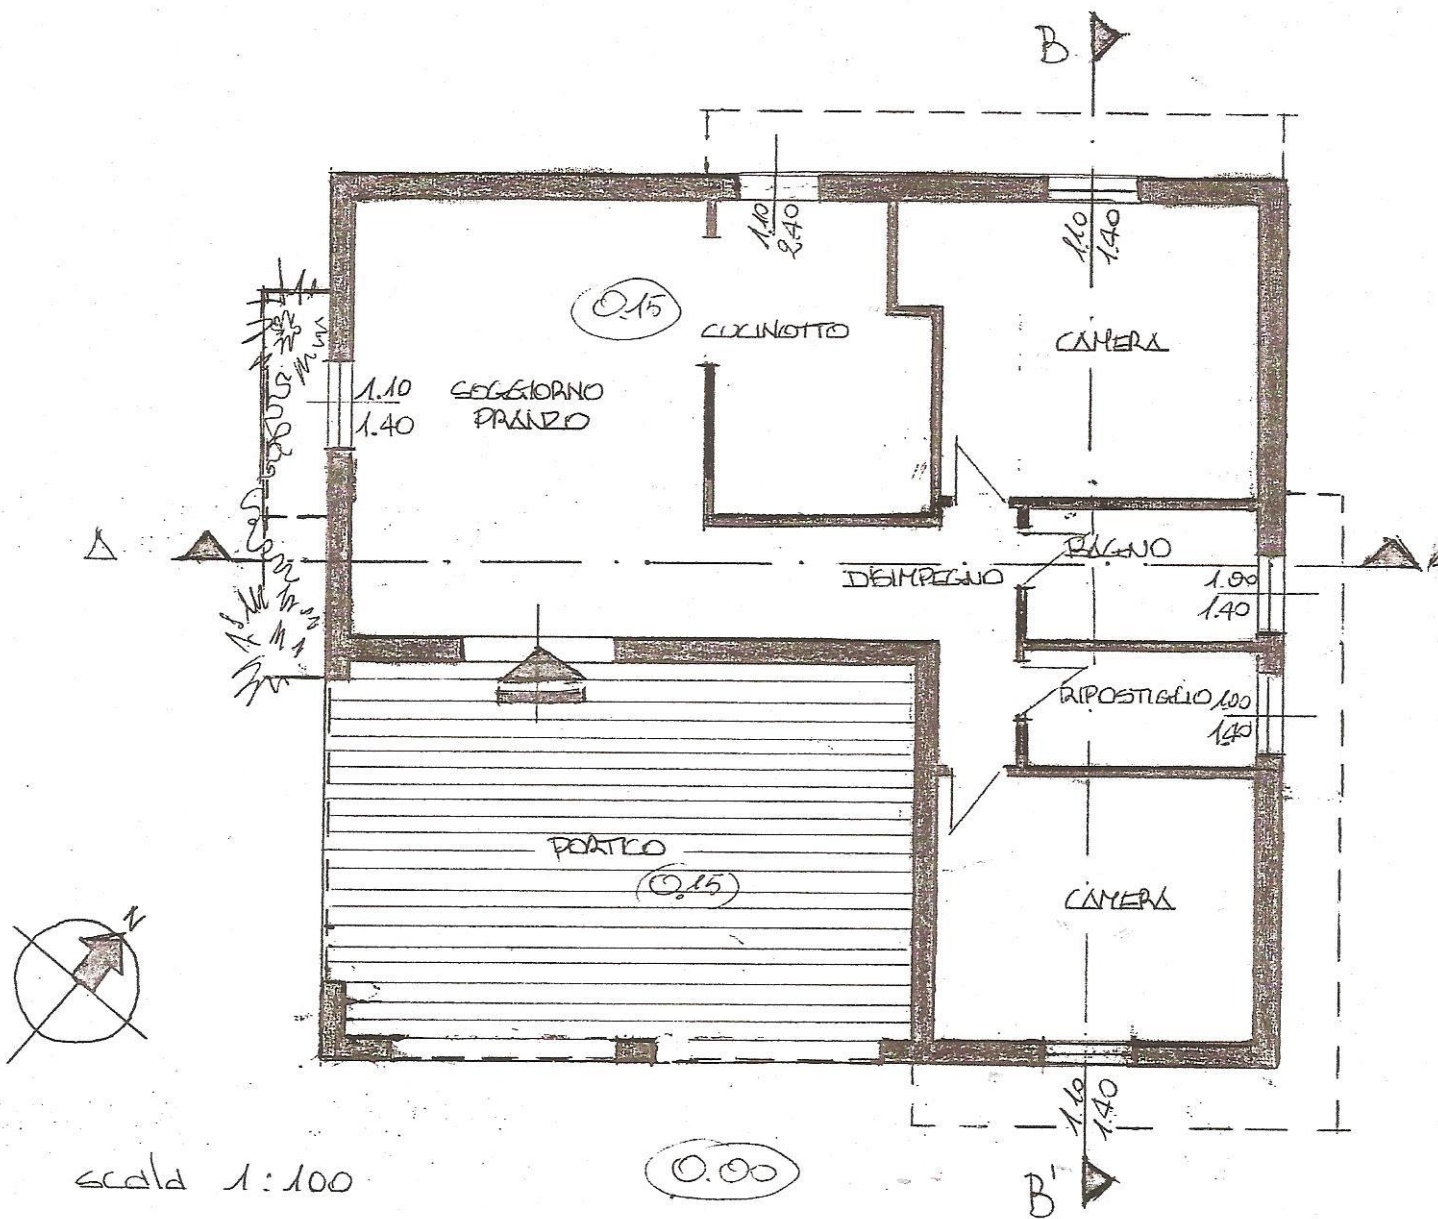 B
1.10
2.40
1.10
1.40
0.15
CUCINOTTO
CAMERA
1.10
1.40
SOGGIORNO
PRANZO
A
BAGNO
DISIMPEGNO
1.00
1.40
RIPOSTIGLIO
1.00
1.40
PORTICO
0.15
CAMERA
N
1.10
1.40
scala 1:100
0.00
B'